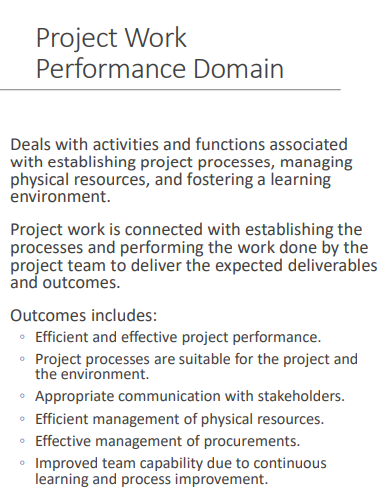 Project Work
Performance Domain
Deals with activities and functions associated
with establishing project processes, managing
physical resources, and fostering a learning
environment.
Project work is connected with establishing the
processes and performing the work done by the
project team to deliver the expected deliverables
and outcomes.
Outcomes includes:
◦ Efficient and effective project performance.
◦ Project processes are suitable for the project and
the environment.
◦ Appropriate communication with stakeholders.
◦ Efficient management of physical resources.
◦ Effective management of procurements.
◦ Improved team capability due to continuous
learning and process improvement.